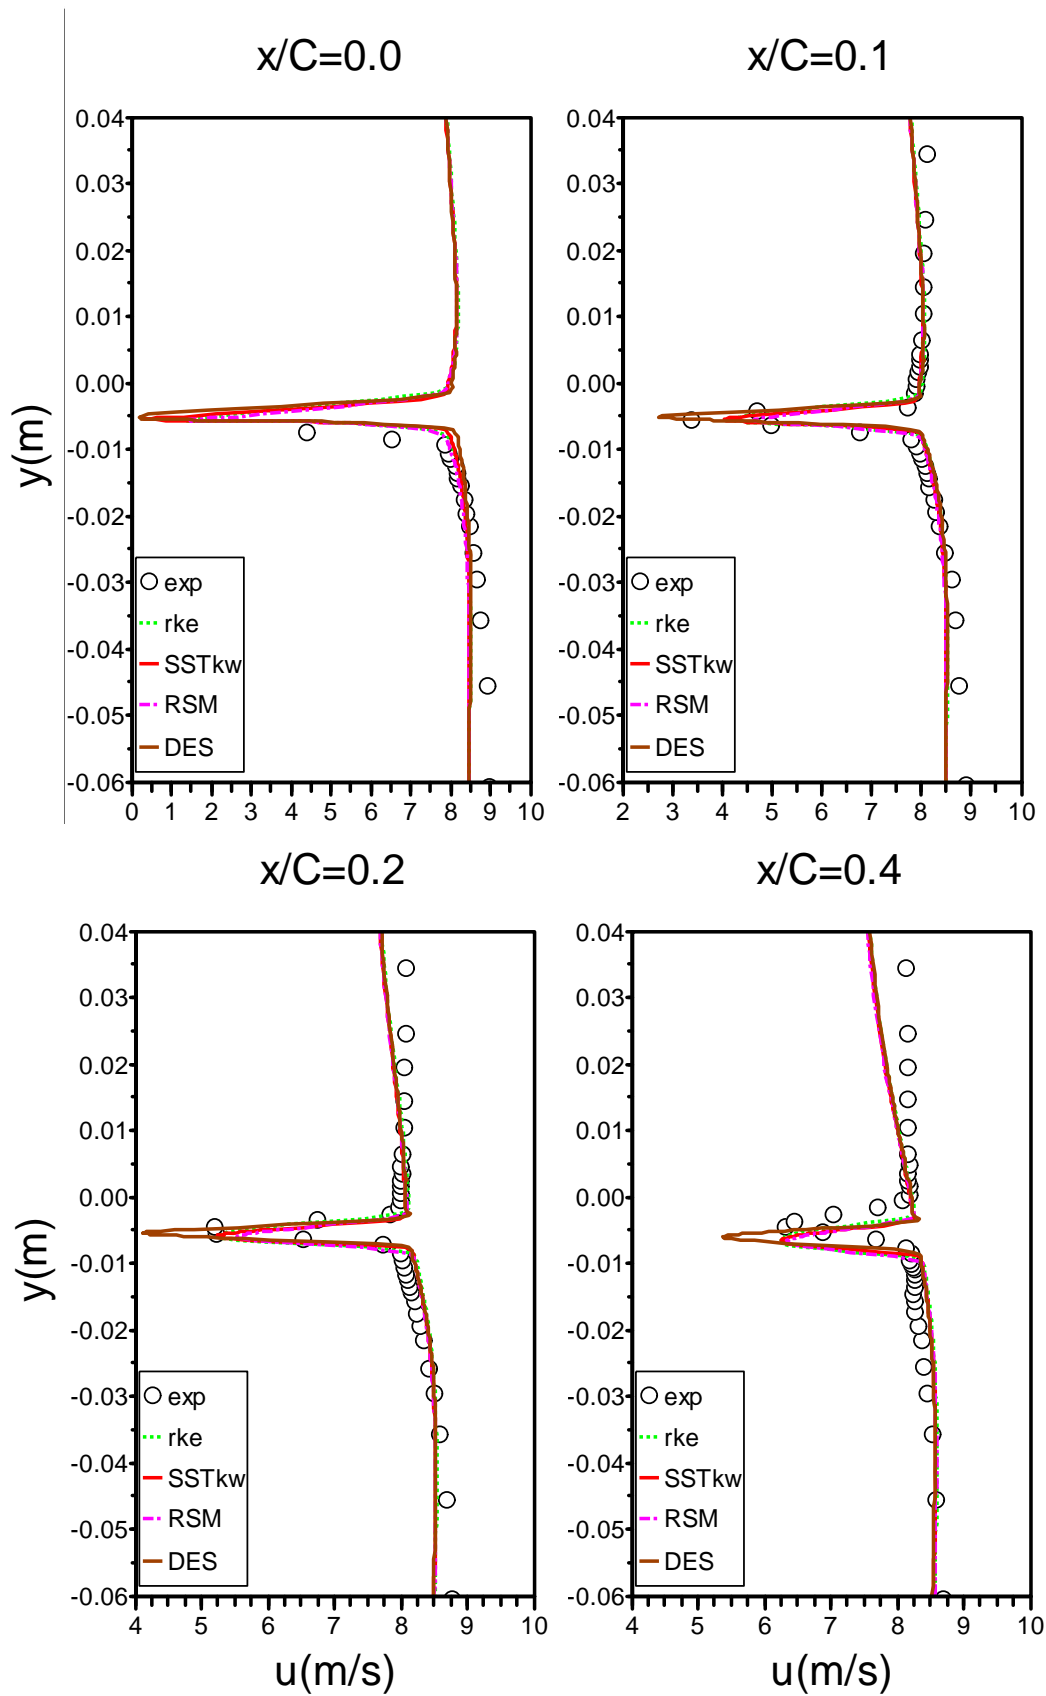 x/C=0.0
x/C=0.1
0.04
0.03
0.02
0.01
0.00
-0.01
-0.02
-0.03
-0.04
-0.05
-0.06
y(m)
exp
rke
SSTkw
RSM
DES
0 1 2 3 4 5 6 7 8 9 10
0.04
0.03
0.02
0.01
0.00
-0.01
-0.02
-0.03
-0.04
-0.05
-0.06
exp
rke
SSTkw
RSM
DES
2 3 4 5 6 7 8 9 10
x/C=0.2
x/C=0.4
0.04
0.03
0.02
0.01
0.00
-0.01
-0.02
-0.03
-0.04
-0.05
-0.06
y(m)
exp
rke
SSTkw
RSM
DES
4 5 6 7 8 9 10
u(m/s)
0.04
0.03
0.02
0.01
0.00
-0.01
-0.02
-0.03
-0.04
-0.05
-0.06
exp
rke
SSTkw
RSM
DES
4 5 6 7 8 9 10
u(m/s)